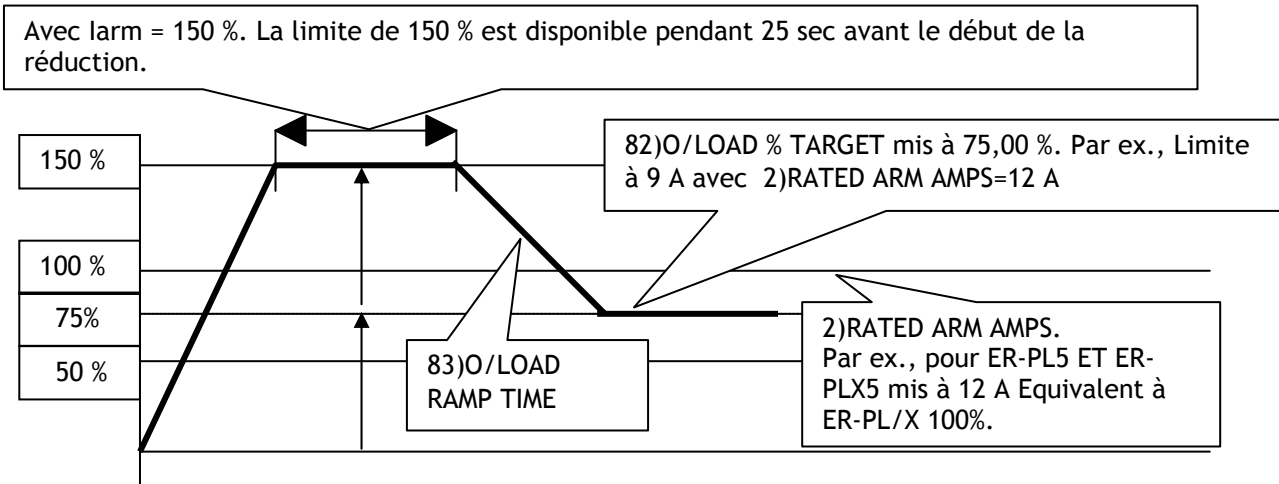 Avec Iarm = 150 %. La limite de 150 % est disponible pendant 25 sec avant le début de la
réduction.
150 %
82)O/LOAD % TARGET mis à 75,00 %. Par ex., Limite
à 9 A avec 2)RATED ARM AMPS=12 A
100 %
75%
50 %
83)O/LOAD
RAMP TIME
2)RATED ARM AMPS.
Par ex., pour ER-PL5 ET ER-
PLX5 mis à 12 A Equivalent à
ER-PL/X 100%.